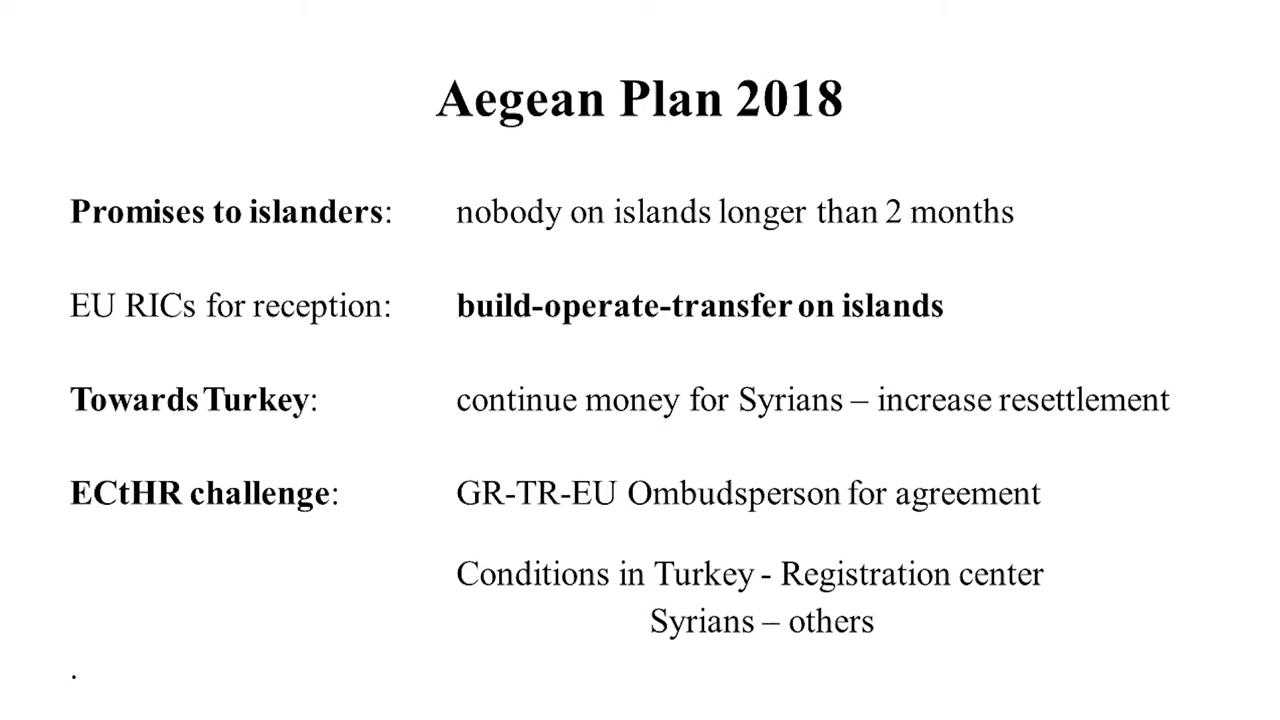 Aegean Plan 2018
Promises to islanders: nobody on islands longer than 2 months
EU RICs for reception: build-operate-transfer on islands
Towards Turkey: continue money for Syrians – increase resettlement
ECtHR challenge: GR-TR-EU Ombudsperson for agreement
Conditions in Turkey - Registration center
Syrians – others
.